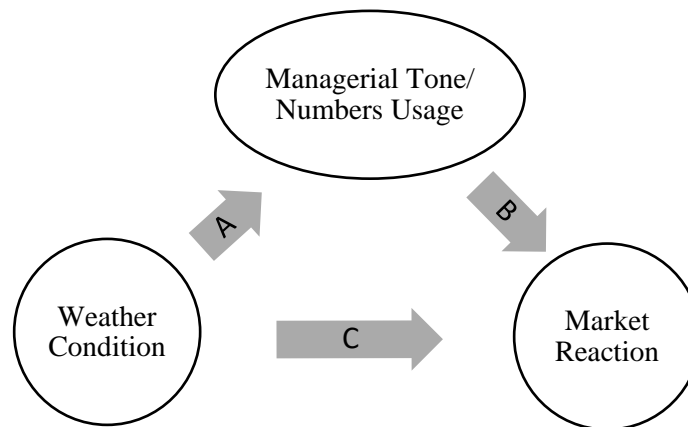 Managerial Tone/
Numbers Usage
A
B
Weather
Condition
C
Market
Reaction